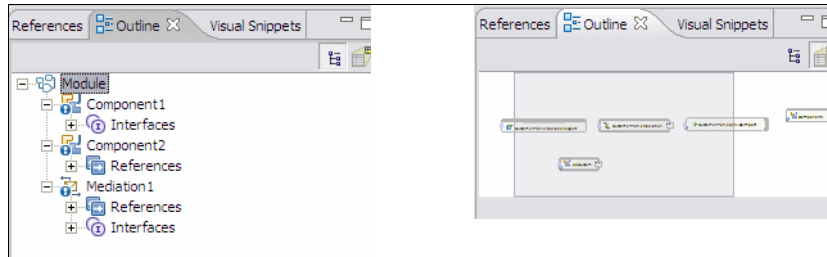 References Outline Visual Snippets
Module
Component1
Interfaces
Component2
References
Mediation1
References
Interfaces
References Outline Visual Snippets